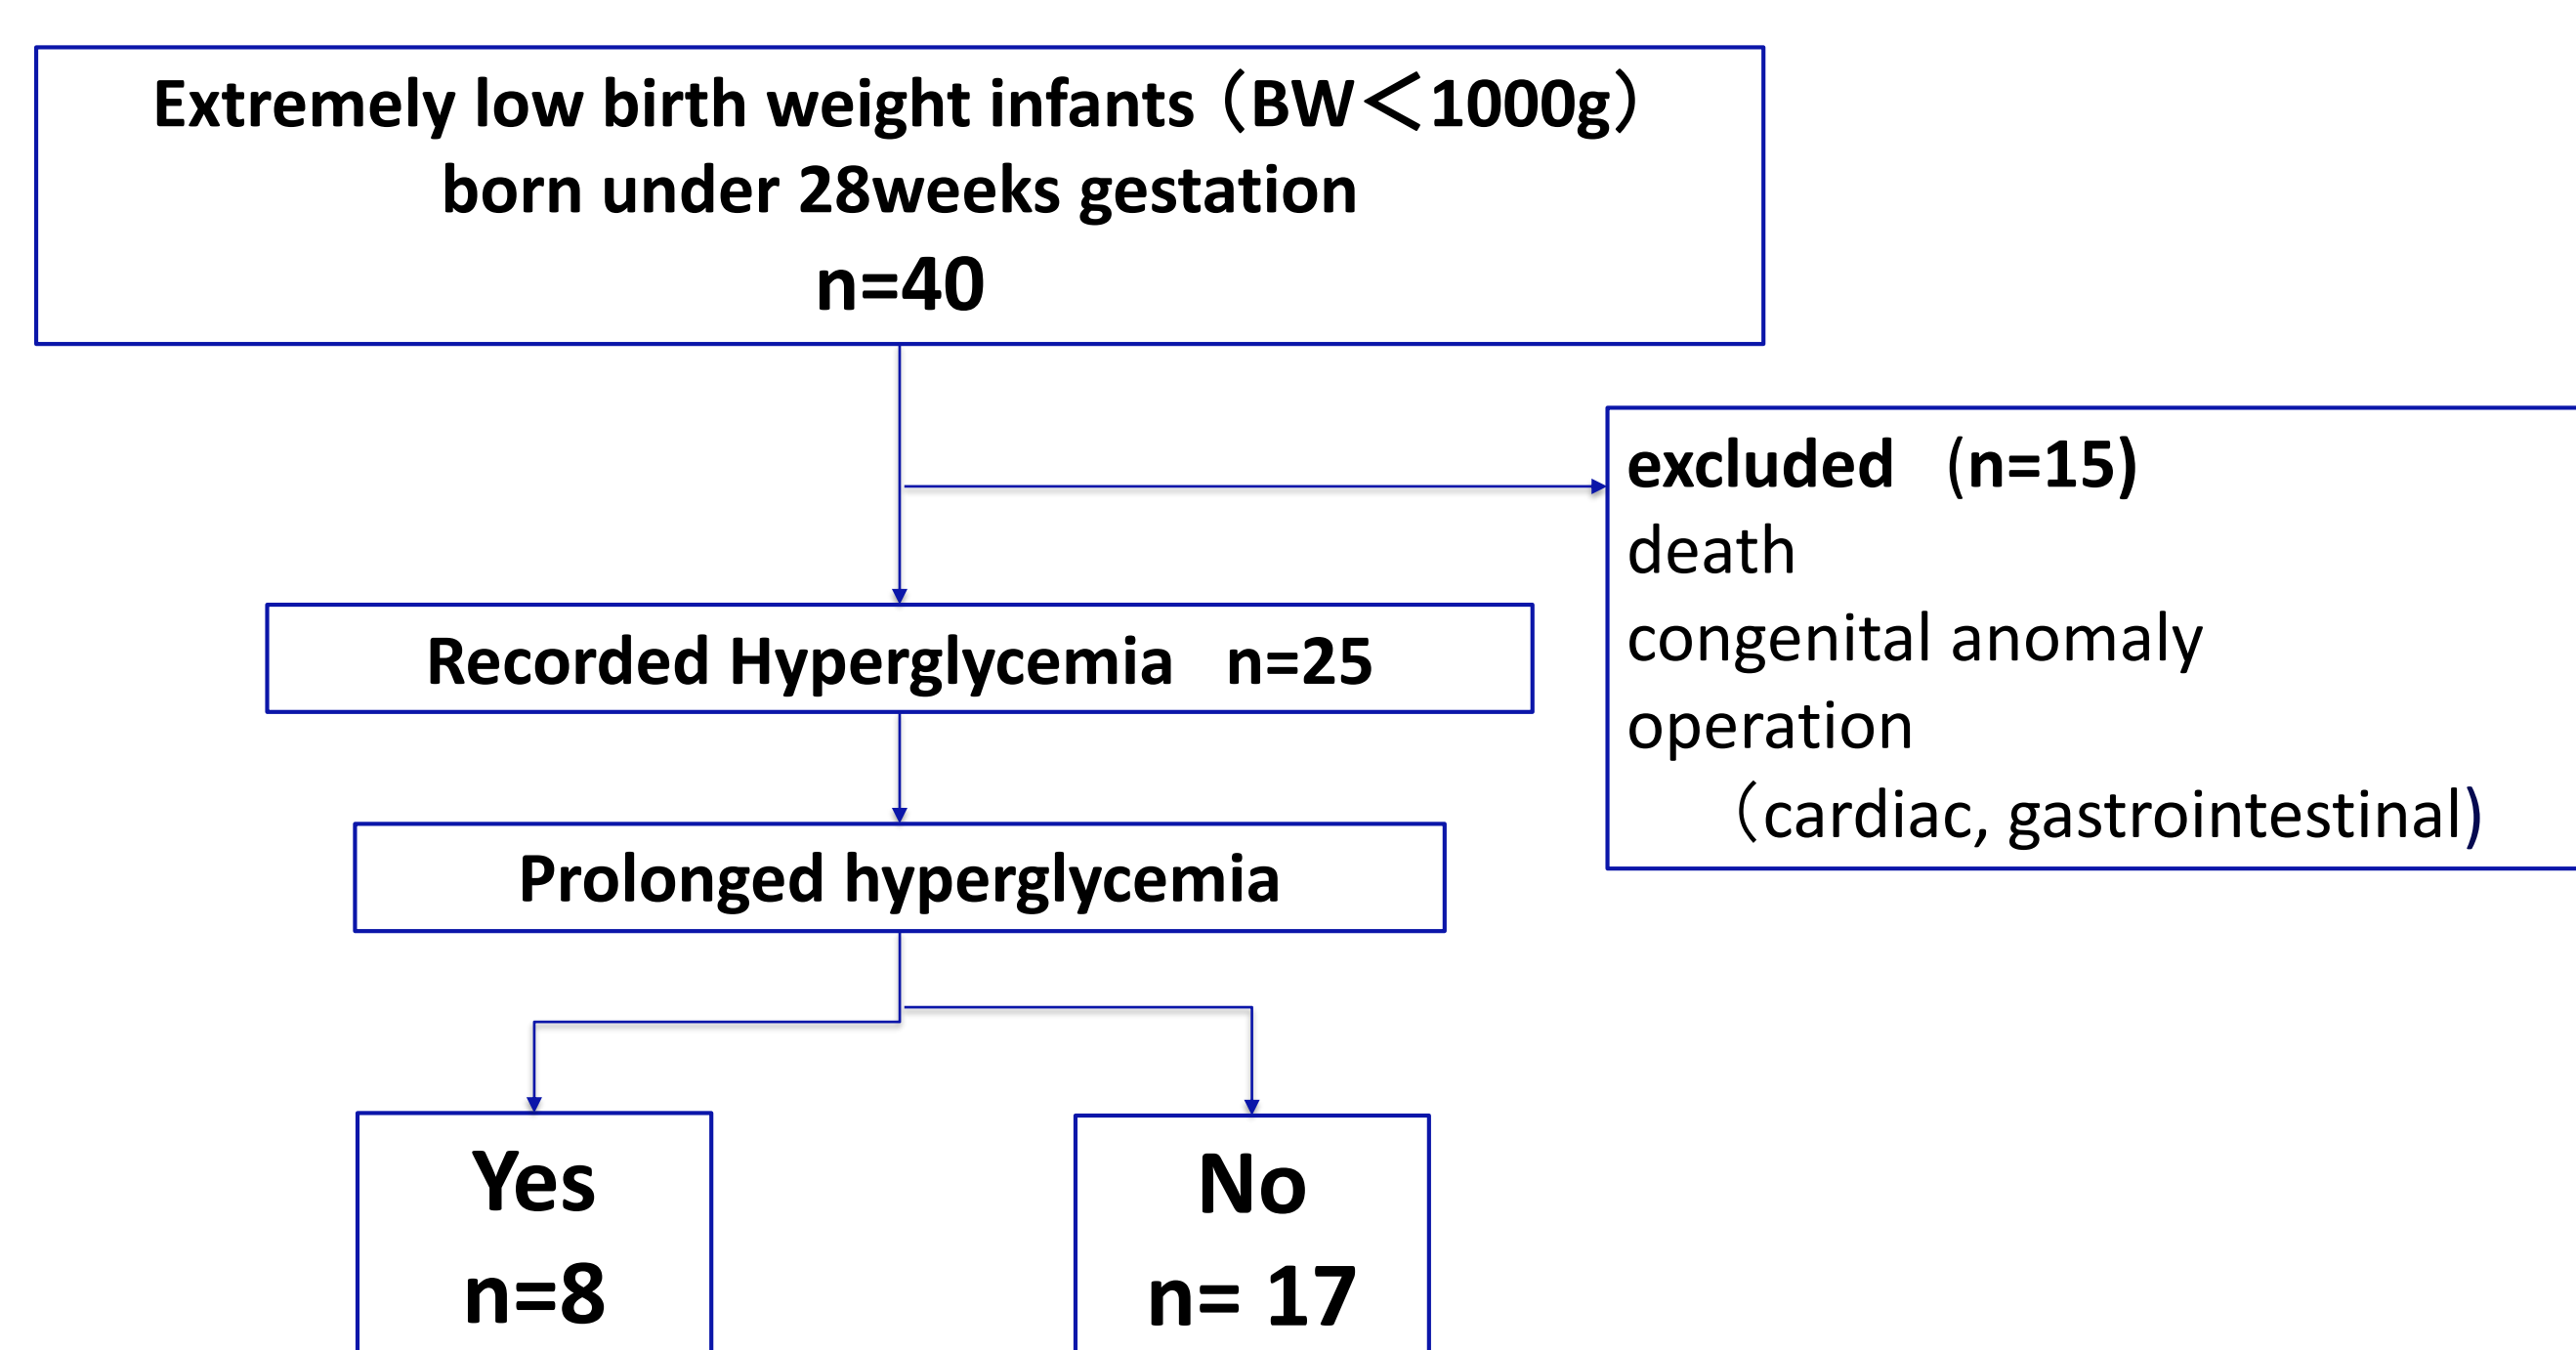 Extremely low birth weight infants（BW＜1000g）
born under 28weeks gestation
n=40
excluded (n=15)
death
congenital anomaly
operation
（cardiac, gastrointestinal)
Recorded Hyperglycemia n=25
Prolonged hyperglycemia
Yes
n=8
No
n= 17